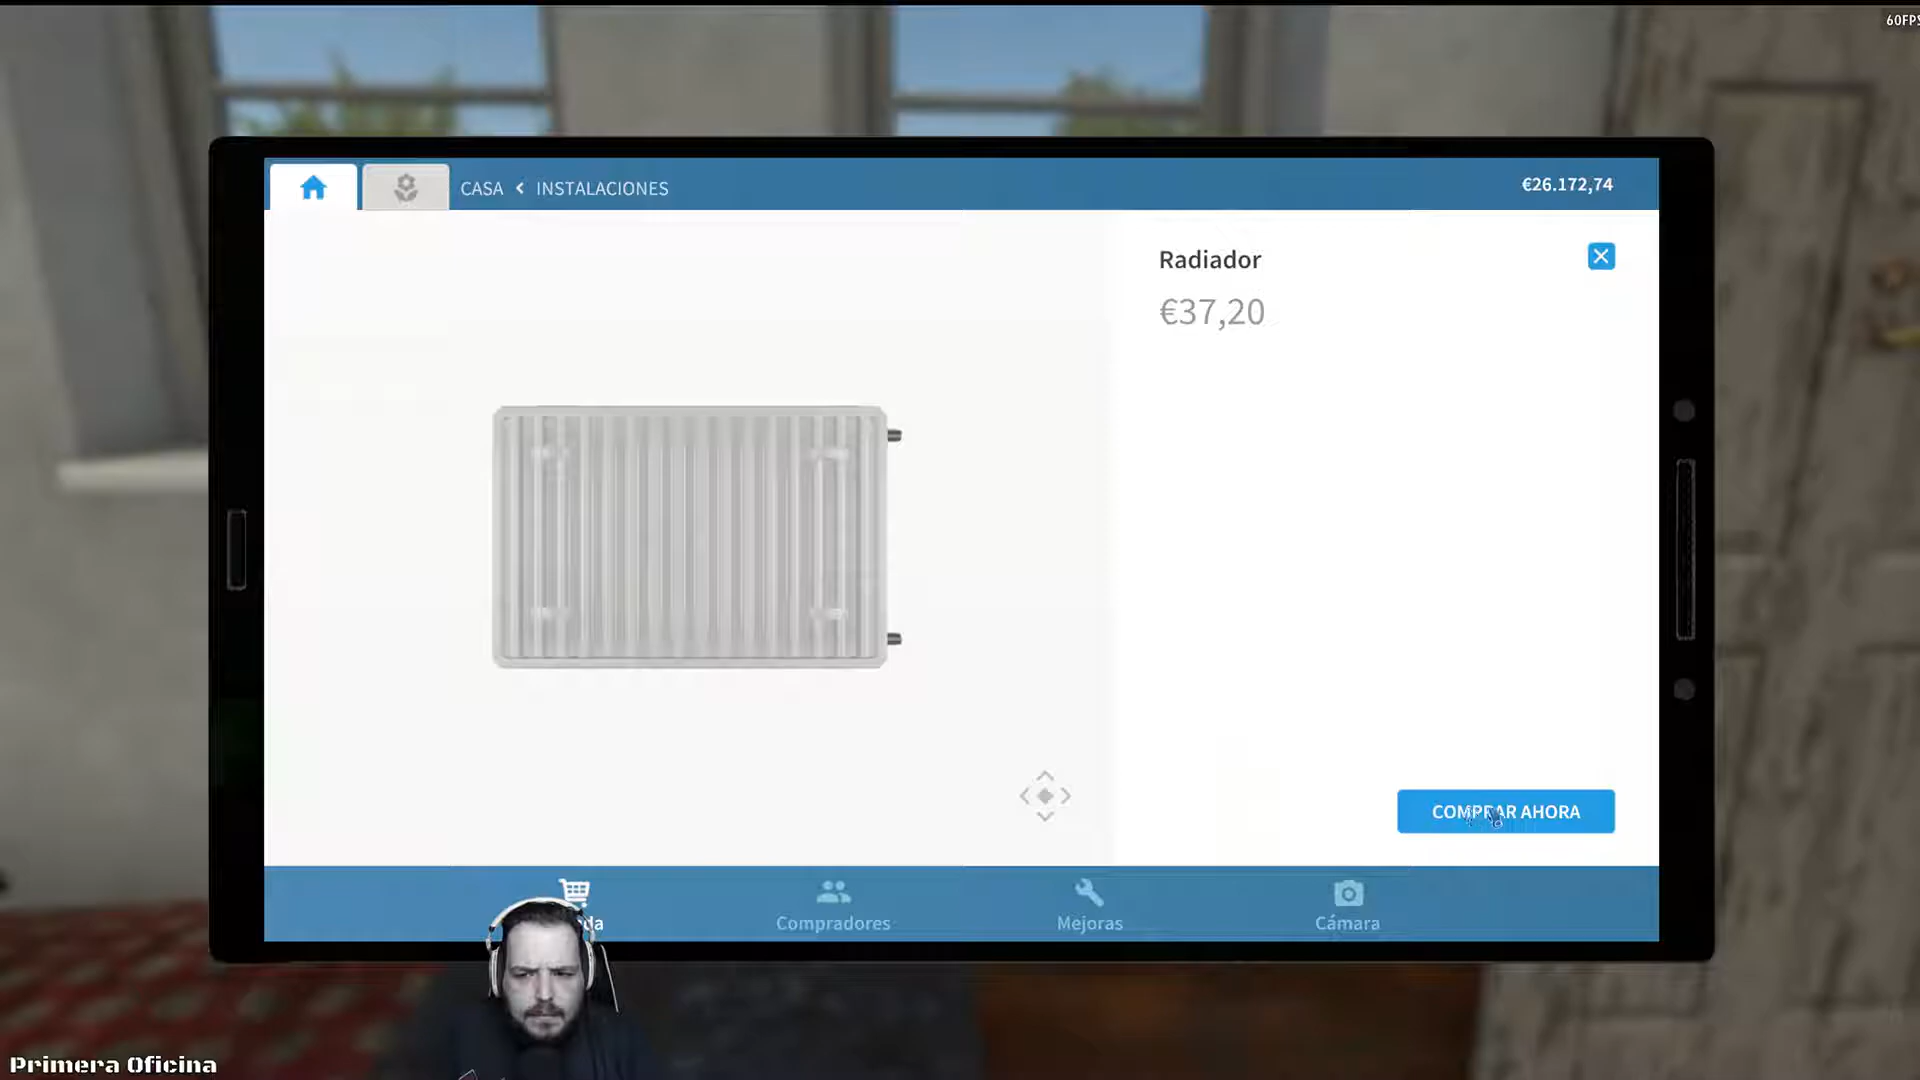 60FPS
CASA < INSTALACIONES
€26.172,74
Radiador
€37,20
COMPRAR AHORA
Compradores
Mejoras
Cámara
Primera Oficina